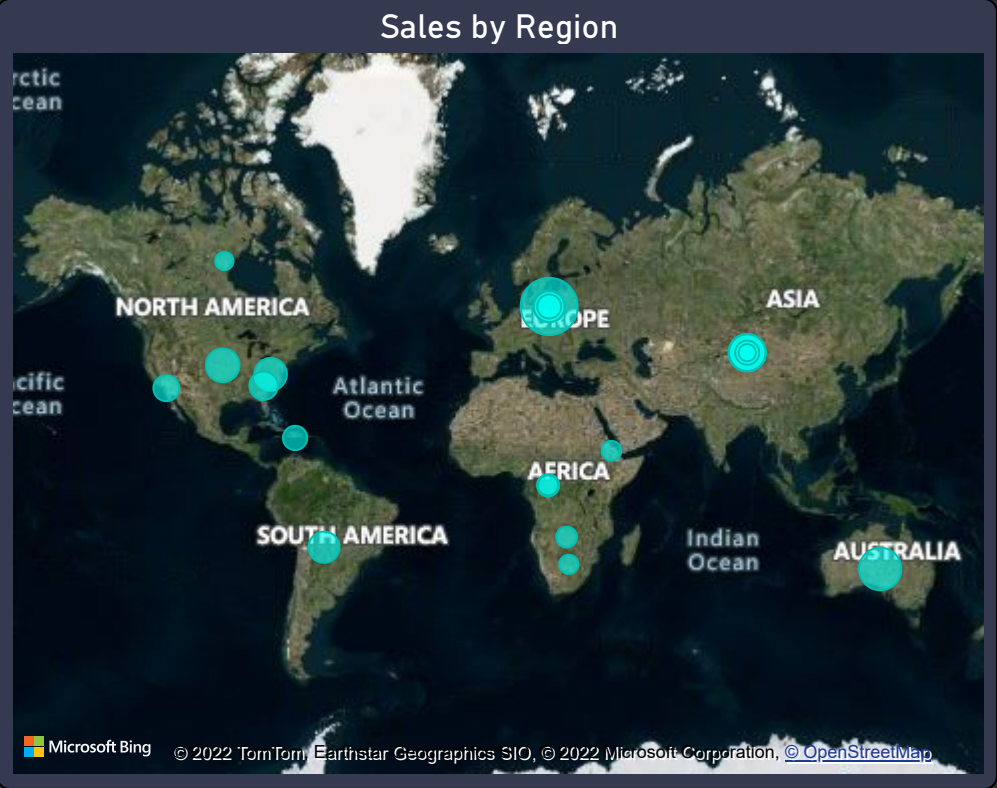 Sales by Region
rctic
cean
NORTH AMERICA
EUROPE
ASIA
acific
cean
Atlantic
Ocean
AFRICA
SOUTH AMERICA
Indian
Ocean
AUSTRALIA
Microsoft Bing
© 2022 TomTom, Earthstar Geographics SIO, © 2022 Microsoft Corporation, © OpenStreetMap